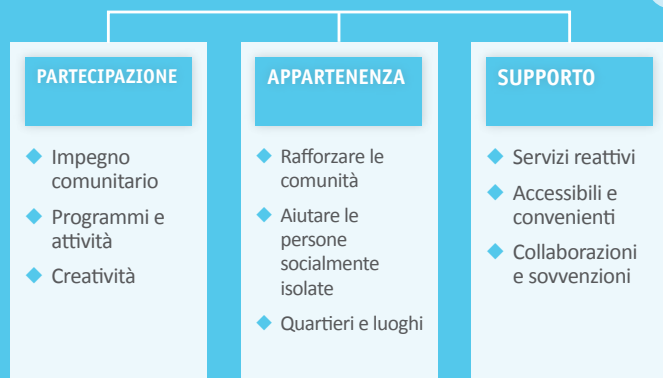 PARTECIPAZIONE
Impegno
comunitario
Programmi e
attività
Creatività
APPARTENENZA
Rafforzare le
comunità
Aiutare le
persone
socialmente
isolate
Quartieri e luoghi
SUPPORTO
Servizi reattivi
Accessibili e
convenienti
Collaborazioni
e sovvenzioni